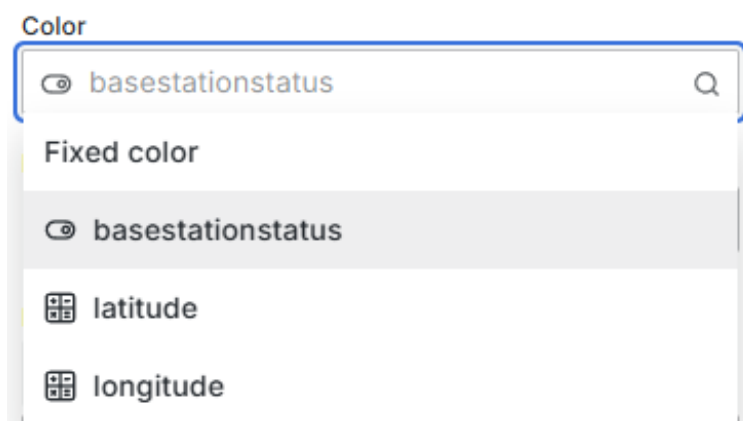 Color
basestationstatus
Fixed color
basestationstatus
latitude
longitude